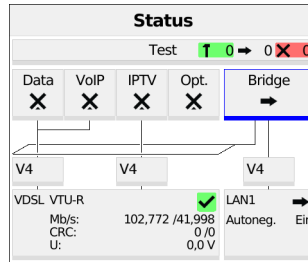 Status
Test 0 0 0
Data VoIP IPTV Opt. Bridge
V4 V4 V4
VDSL VTU-R LAN1
Mb/s: 102,772 /41,998 Autoneg. Ein
CRC: 0 /0
U: 0,0 V